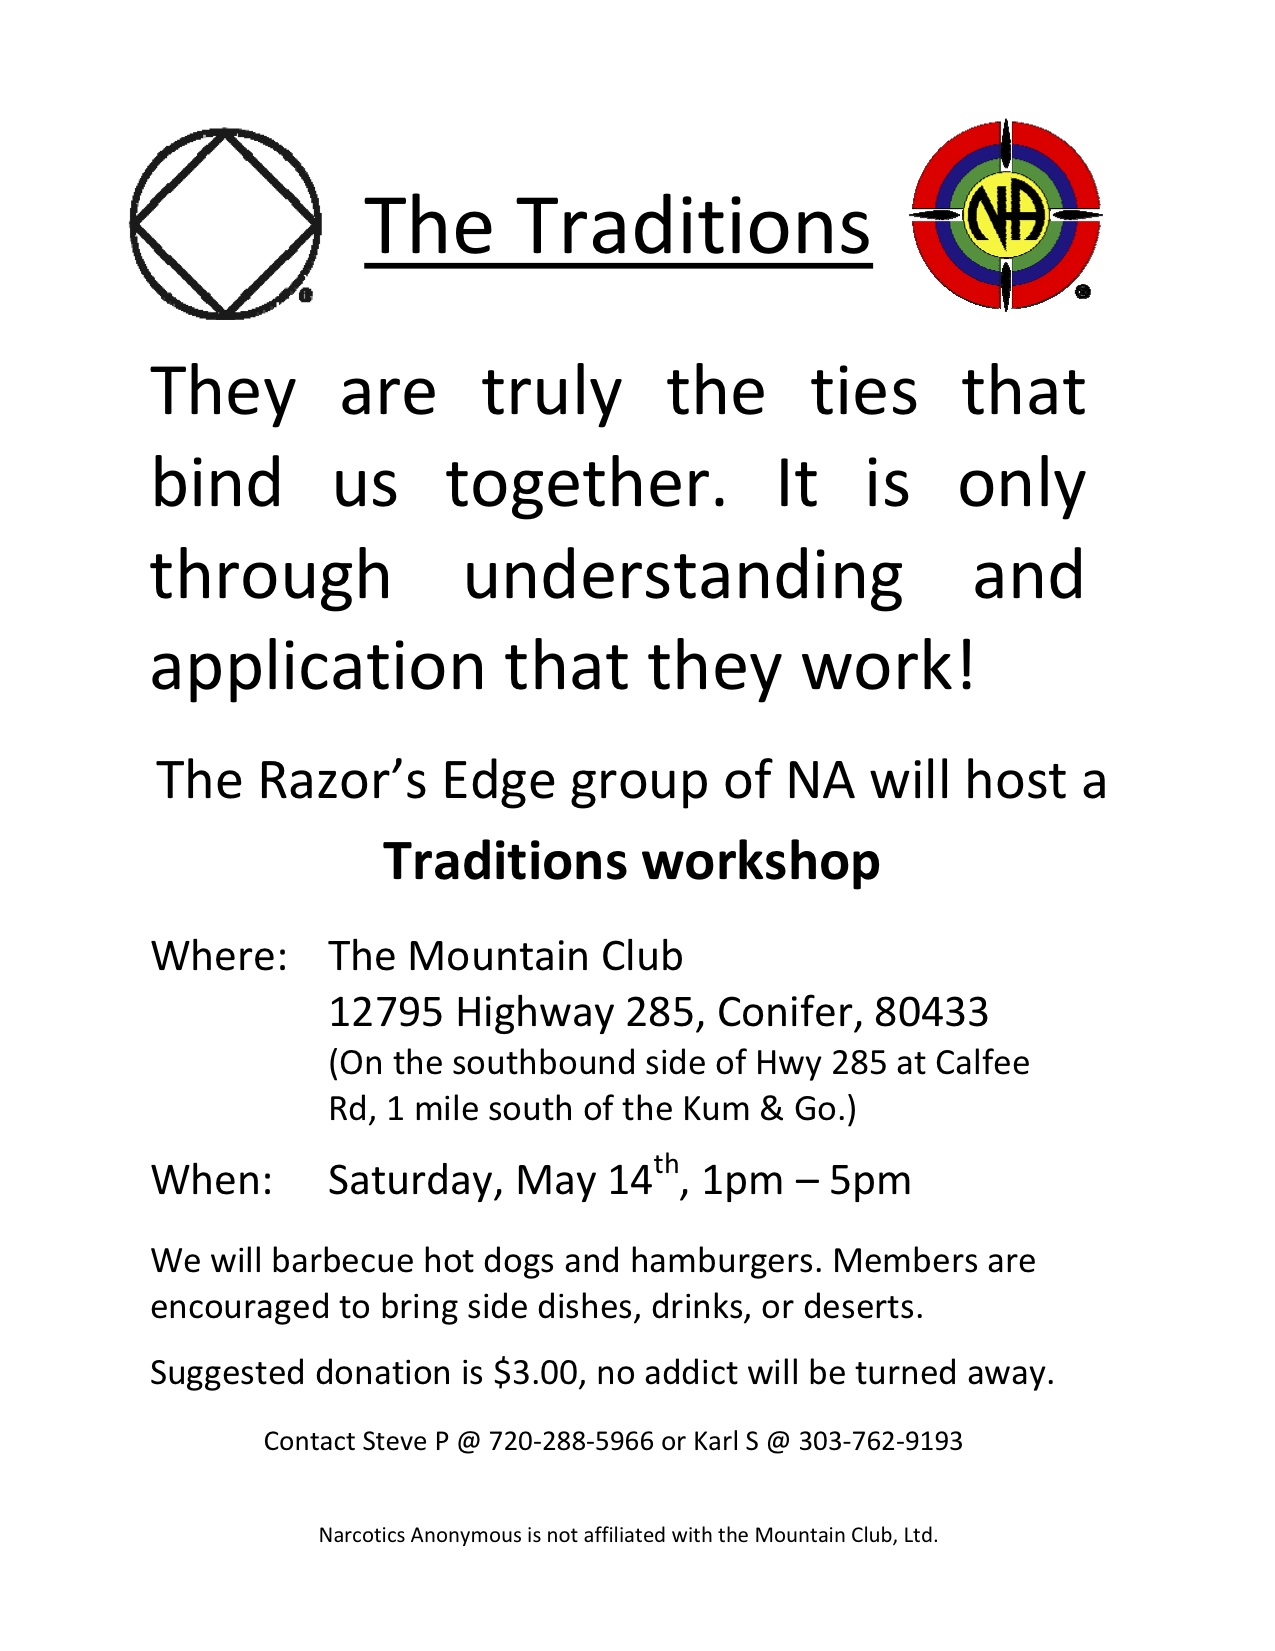 The Traditions
NA
They are truly the ties that
bind us together. It is only
through understanding and
application that they work!
The Razor’s Edge group of NA will host a
Traditions workshop
Where: The Mountain Club
12795 Highway 285, Conifer, 80433
(On the southbound side of Hwy 285 at Calfee
Rd, 1 mile south of the Kum & Go.)
When: Saturday, May 14th, 1pm – 5pm
We will barbecue hot dogs and hamburgers. Members are
encouraged to bring side dishes, drinks, or deserts.
Suggested donation is $3.00, no addict will be turned away.
Contact Steve P @ 720-288-5966 or Karl S @ 303-762-9193
Narcotics Anonymous is not affiliated with the Mountain Club, Ltd.